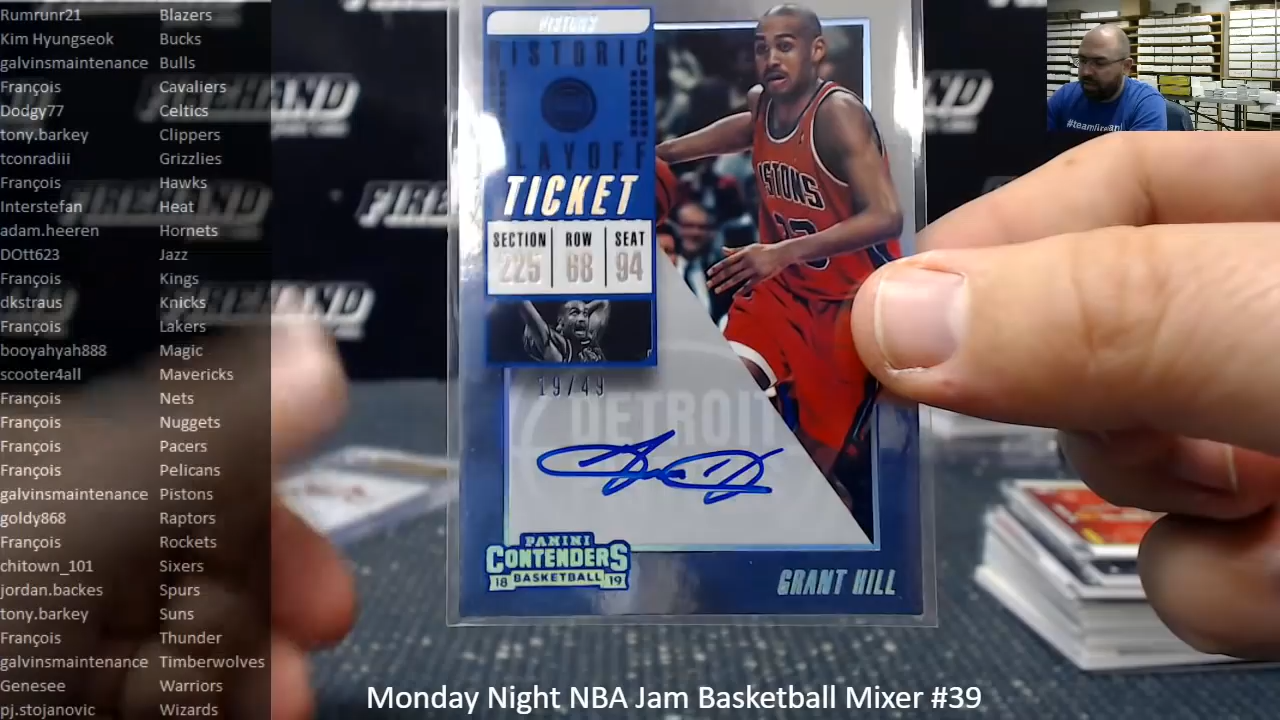 Rumrunr21 Blazers
Kim Hyungseok Bucks
galvinsmaintenance Bulls
François Cavaliers
Dodgy77 Celtics
tony.barkey Clippers
tconradiii Grizzlies
François Hawks
Interstefan Heat
adam.heeren Hornets
DOtt623 Jazz
François Kings
dkstraus Knicks
François Lakers
booyahyah888 Magic
scooter4all Mavericks
François Nets
François Nuggets
François Pacers
François Pelicans
galvinsmaintenance Pistons
goldy868 Raptors
François Rockets
chitown_101 Sixers
jordan.backes Spurs
tony.barkey Suns
François Thunder
galvinsmaintenance Timberwolves
Genesee Warriors
pj.stojanovic Wizards
FIREHAND
HISTORIC
PLAYOFF
TICKET
SECTION ROW SEAT
225 68 94
19/49
DETROIT
PANINI
CONTENDERS
18 BASKETBALL 19
GRANT HILL
Monday Night NBA Jam Basketball Mixer #39